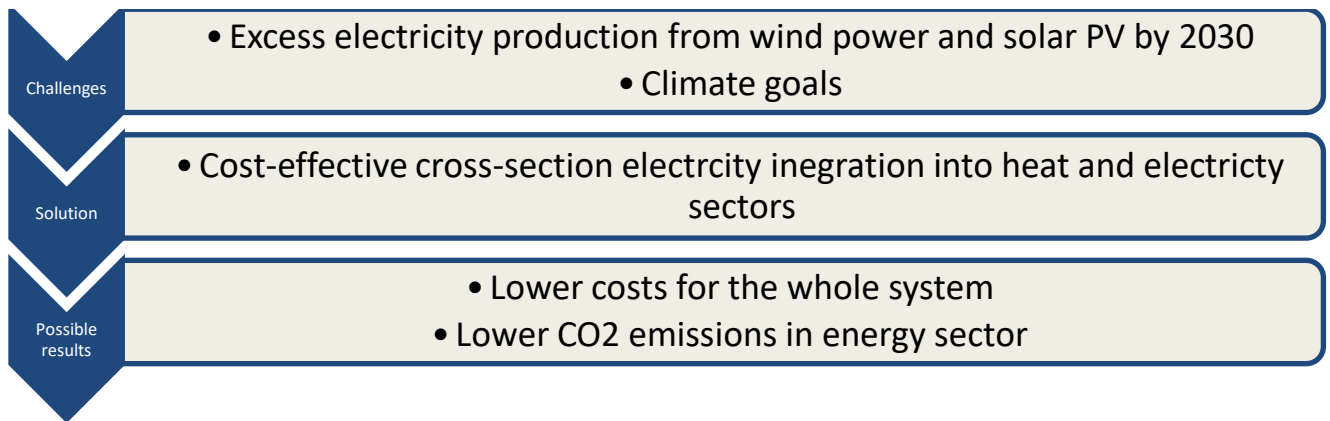 Challenges
• Excess electricity production from wind power and solar PV by 2030
• Climate goals
Solution
• Cost-effective cross-section electrcity inegration into heat and electricty
sectors
Possible
results
• Lower costs for the whole system
• Lower CO2 emissions in energy sector